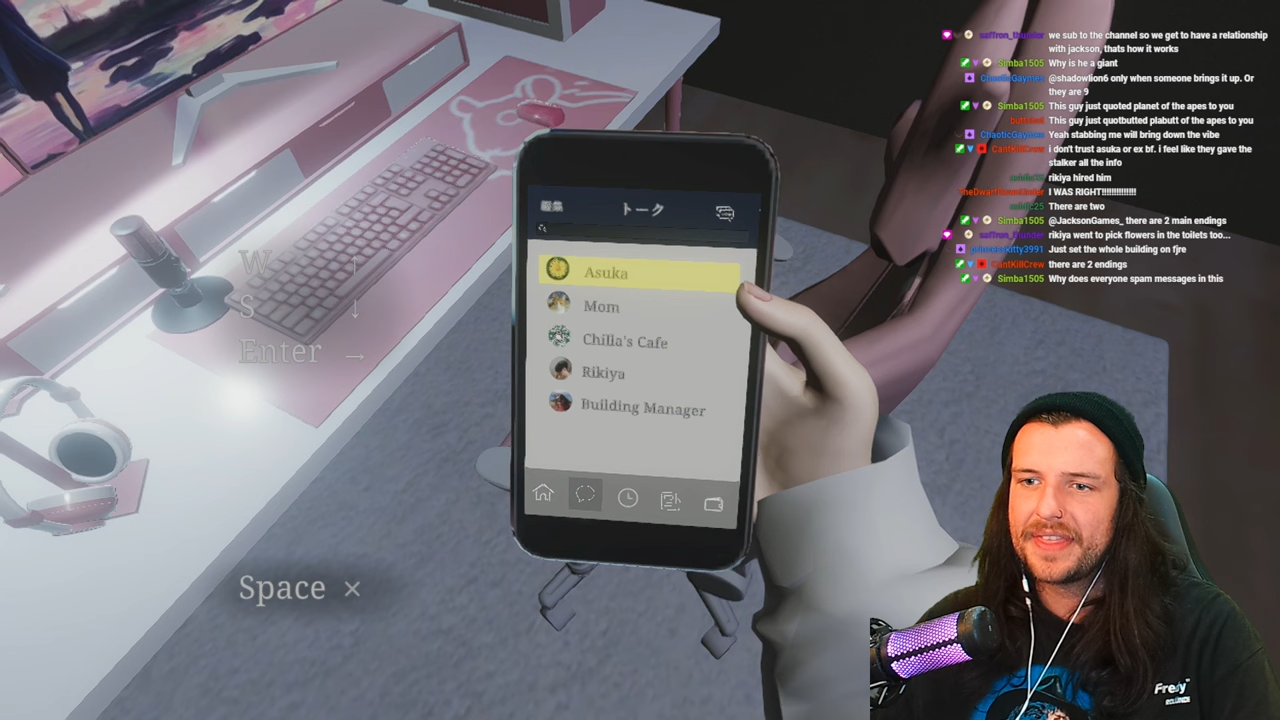 W ↑
S ↓
Enter →
Space ×
トーク
Asuka
Mom
Chilla's Cafe
Rikiya
Building Manager
saffron_thunder we sub to the channel so we get to have a relationship
with jackson, thats how it works
Simba1505 Why is he a giant
@shadowlion6 only when someone brings it up. Or
they are 9
Simba1505 This guy just quoted planet of the apes to you
This guy just quotbutted plabutt of the apes to you
ChaoticGaymer Yeah stabbing me will bring down the vibe
CantKillCrew i don't trust asuka or ex bf. i feel like they gave the
stalker all the info
rikiya hired him
I WAS RIGHT!!!!!!!!!!!!!!
There are two
Simba1505 @JacksonGames_ there are 2 main endings
saffron_thunder rikiya went to pick flowers in the toilets too...
Just set the whole building on fjre
CantKillCrew there are 2 endings
Simba1505 Why does everyone spam messages in this